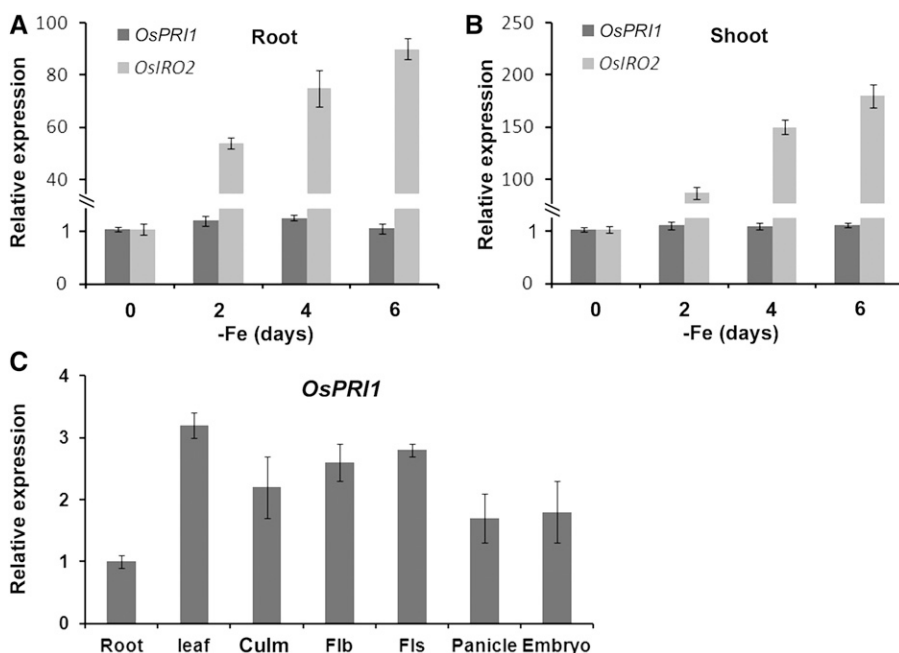 A
Root
OsPRI1
OsIRO2
Relative expression
100
80
60
40
1
0
0 2 4 6
-Fe (days)
B
Shoot
OsPRI1
OsIRO2
Relative expression
250
200
150
100
1
0
0 2 4 6
-Fe (days)
C
OsPRI1
Relative expression
4
3
2
1
0
Root leaf Culm Flb Fls Panicle Embryo